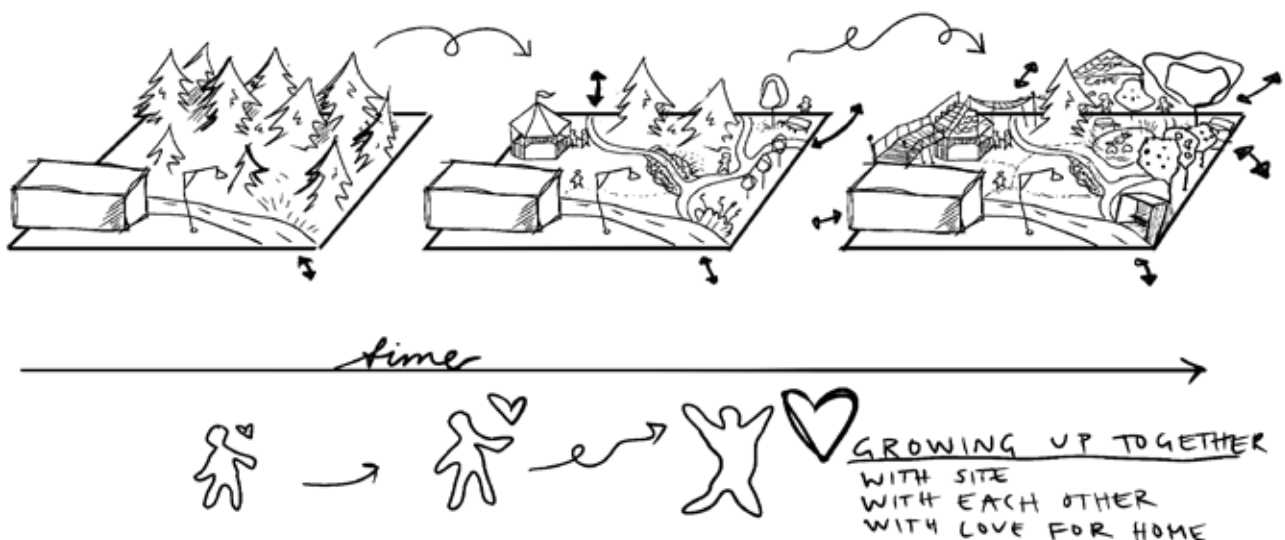 time
GROWING UP TOGETHER
WITH SITE
WITH EACH OTHER
WITH LOVE FOR HOME